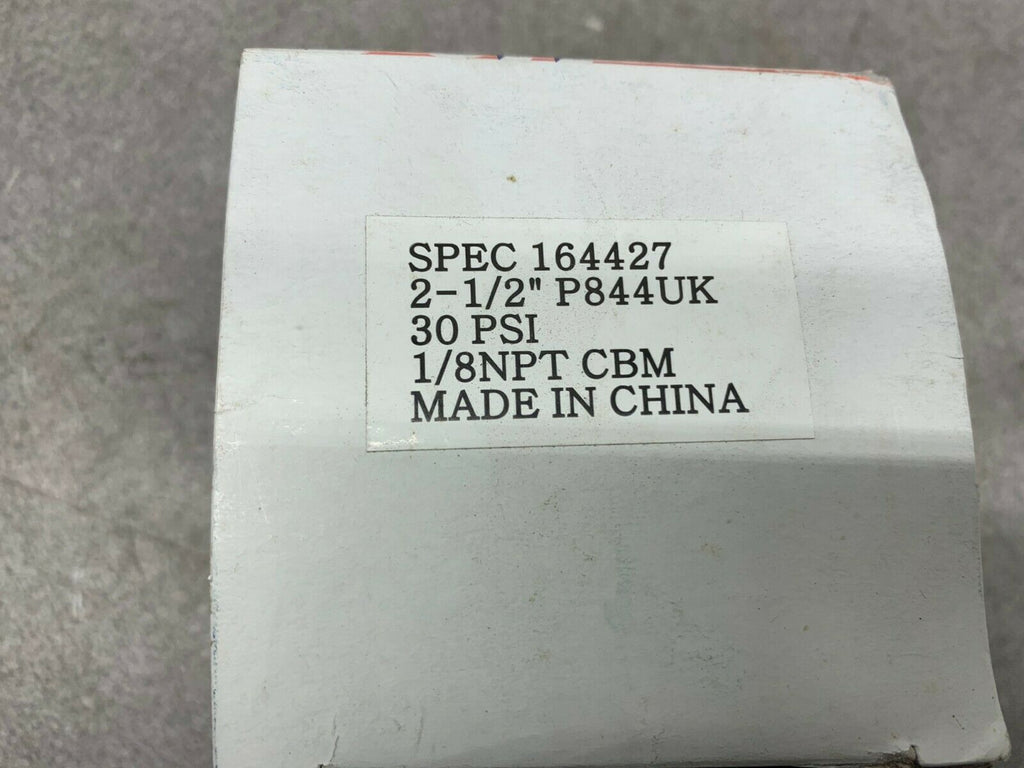 SPEC 164427
2-1/2" P844UK
30 PSI
1/8NPT CBM
MADE IN CHINA